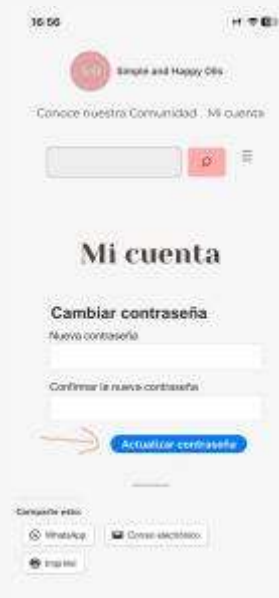 16:56
Simple and Happy Oils
Conoce nuestra Comunidad Mi cuenta
Mi cuenta
Cambiar contraseña
Nueva contraseña
Confirmar la nueva contraseña
Actualizar contraseña
Comparte esto:
WhatsApp Correo electrónico
Imprimir